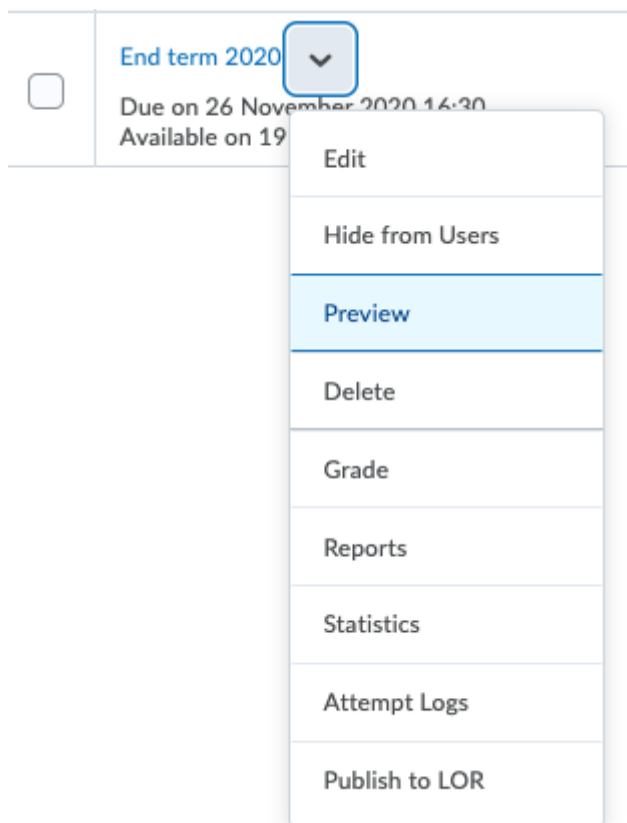 End term 2020
Due on 26 November 2020 16:30
Available on 19
Edit
Hide from Users
Preview
Delete
Grade
Reports
Statistics
Attempt Logs
Publish to LOR